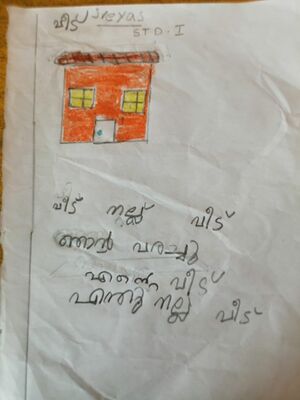 വീട് Sreyas
STD. I
വീട് നല്ല വീട്
ഞാൻ വരച്ചു
എന്റെ വീട്
എന്തു നല്ല വീട്